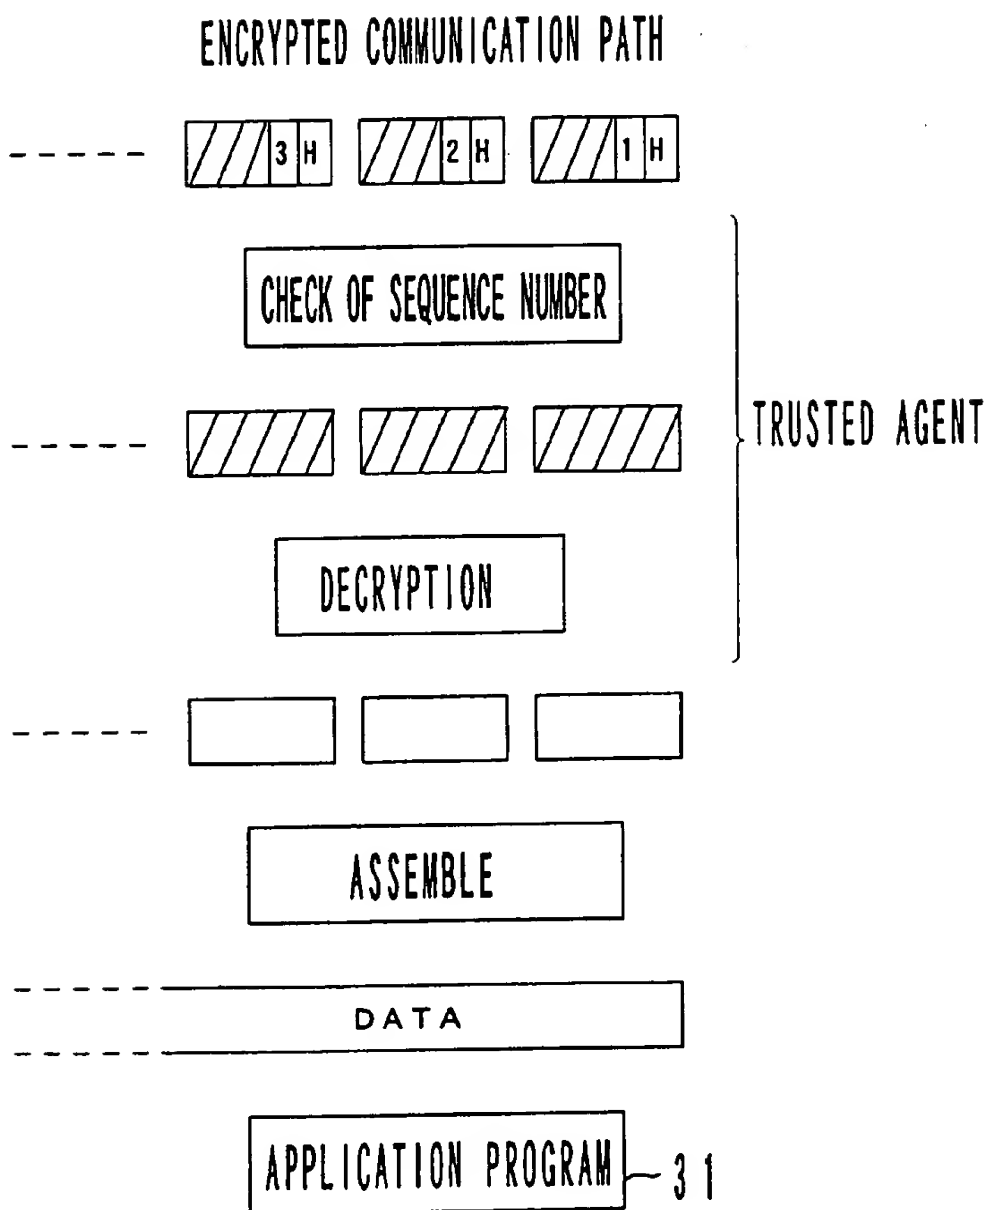 ENCRYPTED COMMUNICATION PATH
3 H 2 H 1 H
CHECK OF SEQUENCE NUMBER
TRUSTED AGENT
DECRYPTION
ASSEMBLE
DATA
APPLICATION PROGRAM 31